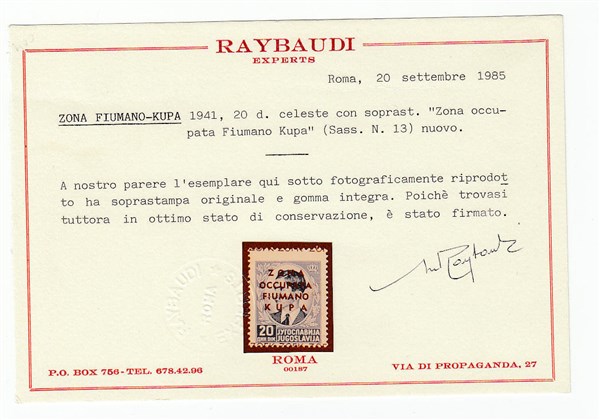 RAYBAUDI
EXPERTS
Roma, 20 settembre 1985
ZONA FIUMANO-KUPA 1941, 20 d. celeste con soprast. "Zona occu-
pata Fiumano Kupa" (Sass. N. 13) nuovo.
A nostro parere l'esemplare qui sotto fotograficamente riprodot
to ha soprastampa originale e gomma integra. Poichè trovasi
tuttora in ottimo stato di conservazione, è stato firmato.
ZONA
OCCUPATA
FIUMANO
KUPA
20 ЈУГОСЛАВИЈА
ДИН. DIN JUGOSLAVIJA
ROMA
00187
P.O. BOX 756-TEL. 678.42.96
VIA DI PROPAGANDA, 27